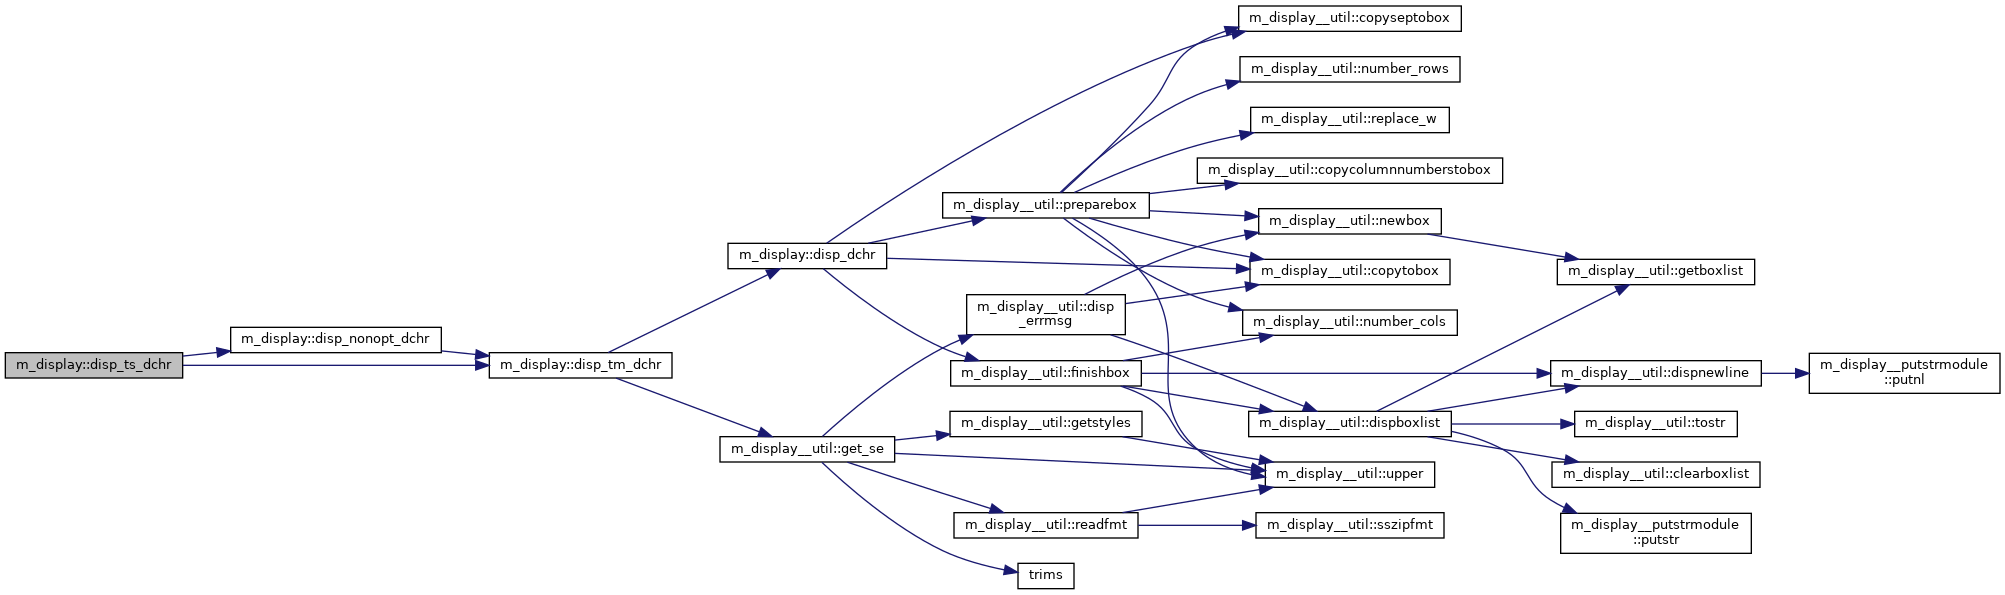 m_display::disp_ts_dchr
m_display::disp_nonopt_dchr
m_display::disp_tm_dchr
m_display::disp_dchr
m_display__util::get_se
m_display__util::preparebox
m_display__util::disp
_errmsg
m_display__util::finishbox
m_display__util::getstyles
m_display__util::readfmt
trims
m_display__util::copyseptobox
m_display__util::number_rows
m_display__util::replace_w
m_display__util::copycolumnnumberstobox
m_display__util::newbox
m_display__util::copytobox
m_display__util::number_cols
m_display__util::dispboxlist
m_display__util::upper
m_display__util::sszipfmt
m_display__util::getboxlist
m_display__util::dispnewline
m_display__util::tostr
m_display__util::clearboxlist
m_display__putstrmodule
::putstr
m_display__putstrmodule
::putnl